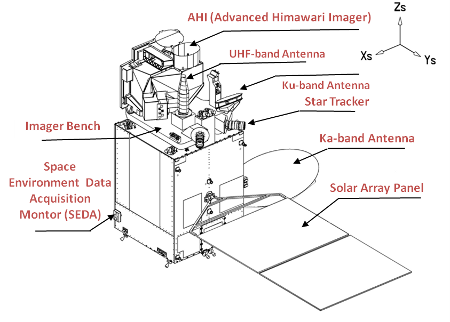 AHI (Advanced Himawari Imager)
Zs
Xs
Ys
UHF-band Antenna
Ku-band Antenna
Star Tracker
Imager Bench
Ka-band Antenna
Space
Environment Data
Acquisition
Montor (SEDA)
Solar Array Panel